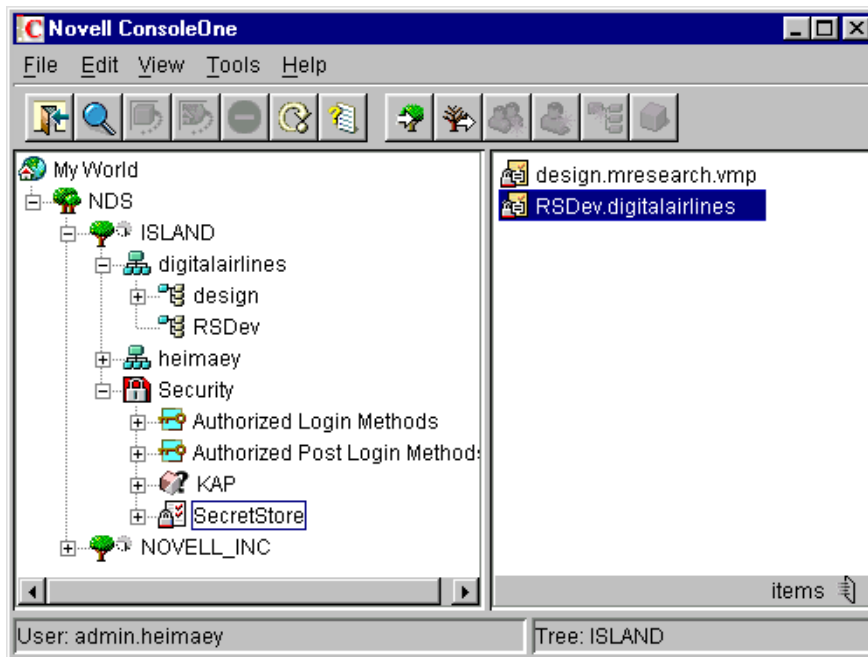 Novell ConsoleOne
File Edit View Tools Help
My World
NDS
ISLAND
digitalairlines
design
RSDev
heimaey
Security
Authorized Login Methods
Authorized Post Login Methods
KAP
SecretStore
NOVELL_INC
design.mresearch.vmp
RSDev.digitalairlines
items
User: admin.heimaey
Tree: ISLAND